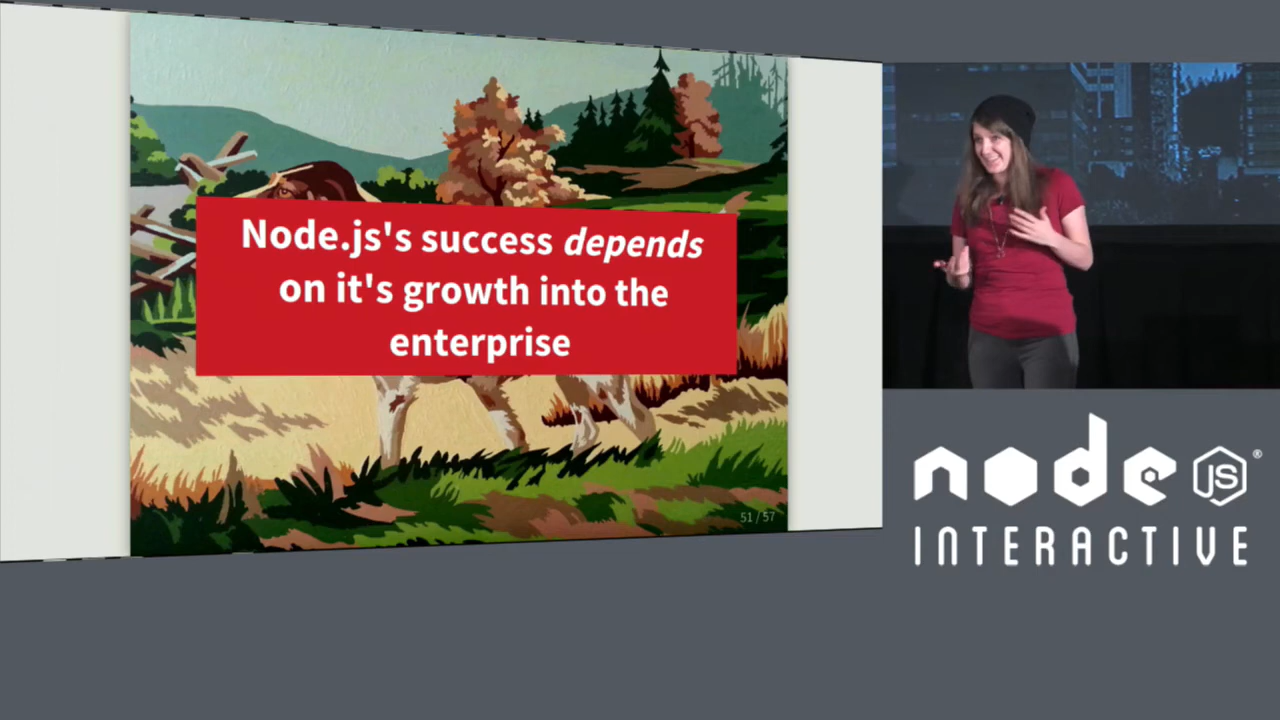 Node.js's success depends
on it's growth into the
enterprise
51 / 57
node JS ®
INTERACTIVE